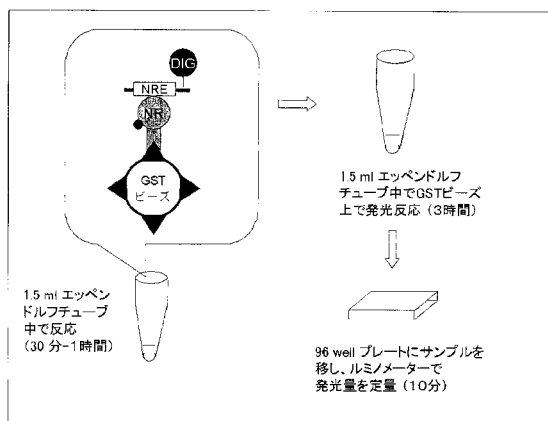 DIG
NRE
NR
GST
ビーズ
1.5 ml エッペン
ドルフチューブ
中で反応
(30 分-1時間)
1.5 ml エッペンドルフ
チューブ中でGSTビーズ
上で発光反応 (3時間)
96 well プレートにサンプルを
移し、ルミノメーターで
発光量を定量 (10分)